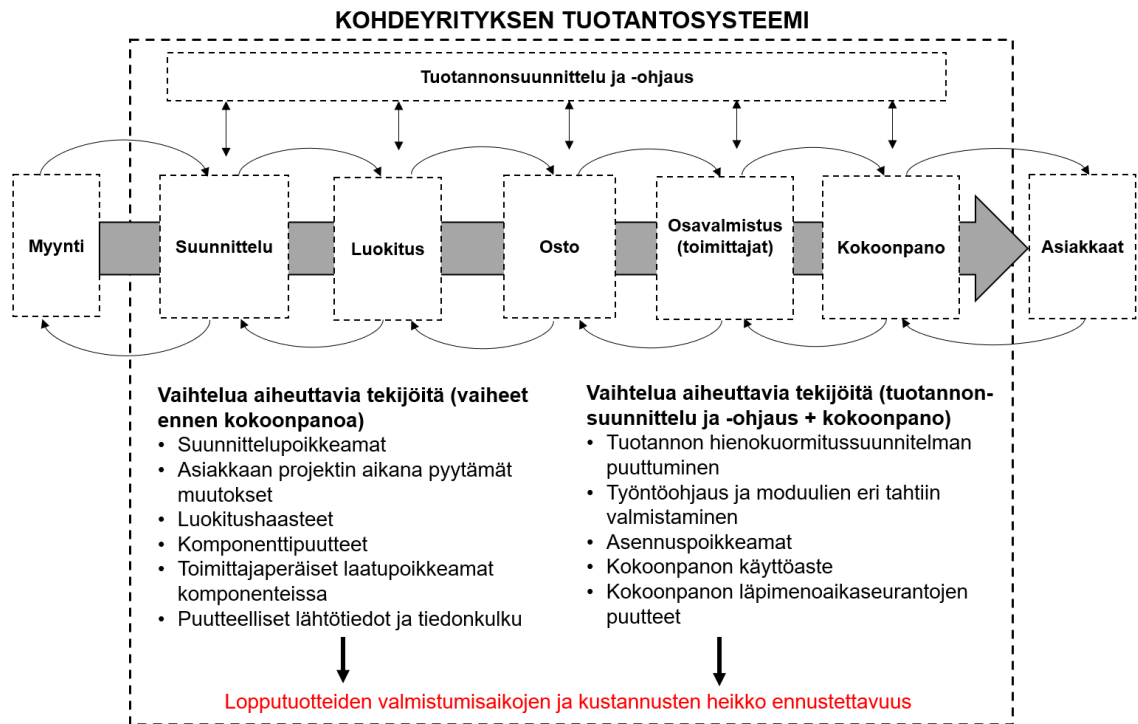 KOHDEYRITYKSEN TUOTANTOSYSTEEMI
Tuotannonsuunnittelu ja -ohjaus
Myynti
Suunnittelu
Luokitus
Osto
Osavalmistus
(toimittajat)
Kokoonpano
Asiakkaat
Vaihtelua aiheuttavia tekijöitä (vaiheet
ennen kokoonpanoa)
• Suunnittelupoikkeamat
• Asiakkaan projektin aikana pyytämät
muutokset
• Luokitushaasteet
• Komponenttipuutteet
• Toimittajaperäiset laatupoikkeamat
komponenteissa
• Puutteelliset lähtötiedot ja tiedonkulku
Vaihtelua aiheuttavia tekijöitä (tuotannon-
suunnittelu ja -ohjaus + kokoonpano)
• Tuotannon hienokuormitussuunnitelman
puuttuminen
• Työntöohjaus ja moduulien eri tahtiin
valmistaminen
• Asennuspoikkeamat
• Kokoonpanon käyttöaste
• Kokoonpanon läpimenoaikaseurantojen
puutteet
Lopputuotteiden valmistumisaikojen ja kustannusten heikko ennustettavuus